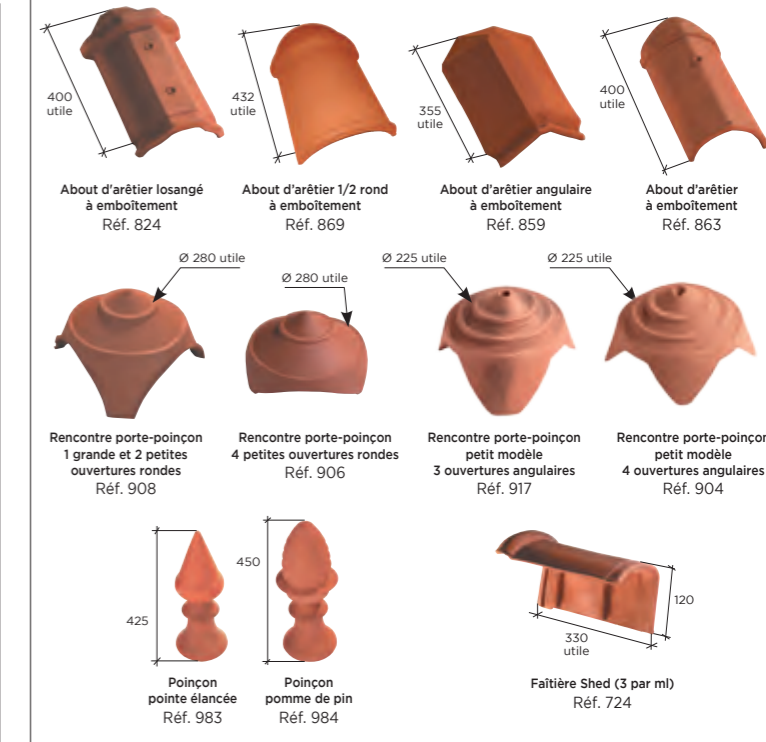 400
utile
432
utile
355
utile
400
utile
About d'arêtier losangé
à emboîtement
Réf. 824
About d'arêtier 1/2 rond
à emboîtement
Réf. 869
About d'arêtier angulaire
à emboîtement
Réf. 859
About d'arêtier
à emboîtement
Réf. 863
Ø 280 utile
Ø 280 utile
Ø 225 utile
Ø 225 utile
Rencontre porte-poinçon
1 grande et 2 petites
ouvertures rondes
Réf. 908
Rencontre porte-poinçon
4 petites ouvertures rondes
Réf. 906
Rencontre porte-poinçon
petit modèle
3 ouvertures angulaires
Réf. 917
Rencontre porte-poinçon
petit modèle
4 ouvertures angulaires
Réf. 904
425
450
330
utile
120
Poinçon
pointe élancée
Réf. 983
Poinçon
pomme de pin
Réf. 984
Faîtière Shed (3 par ml)
Réf. 724